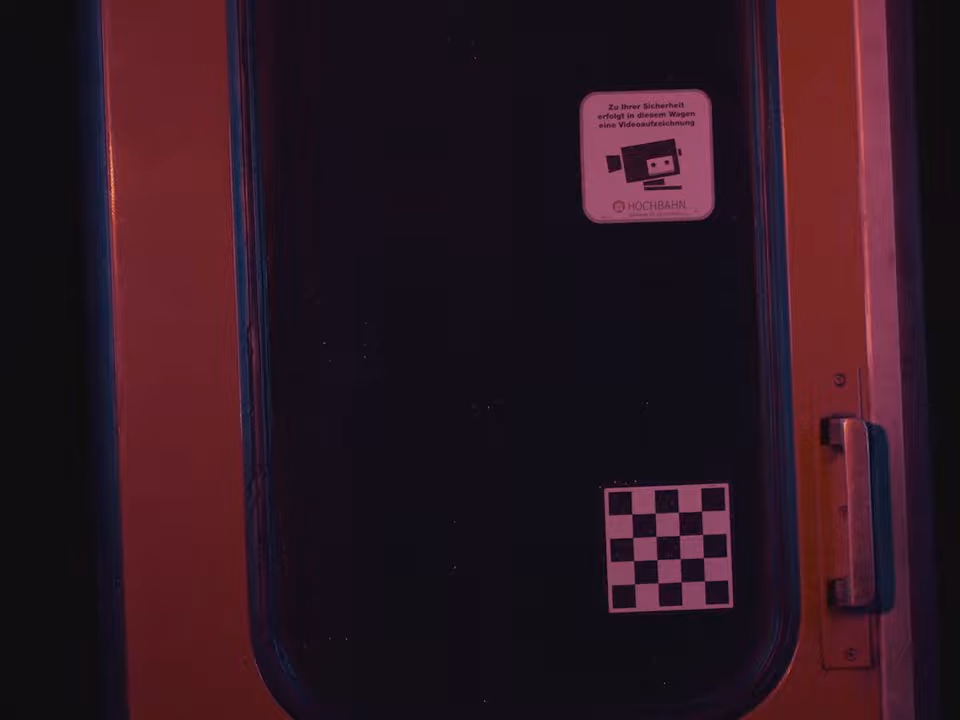 Zu Ihrer Sicherheit
erfolgt in diesem Wagen
eine Videoaufzeichnung
HOCHBAHN